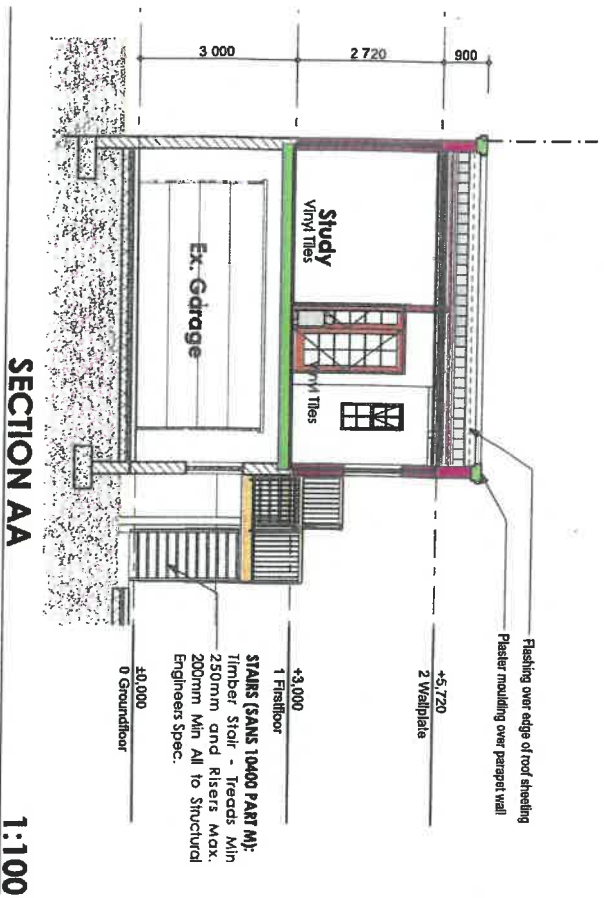 Flashing over edge of roof sheeting
Plaster moulding over parapet wall
900
2 720
3 000
+5,720
2 Wallplate
Study
Vinyl Tiles
Vinyl Tiles
+3,000
1 Firstfloor
Ex. Garage
STAIRS (SANS 10400 PART M):
Timber Stair - Treads Min
250mm and Risers Max.
200mm Min All to Structural
Engineers Spec.
±0,000
0 Groundfloor
SECTION AA
1:100